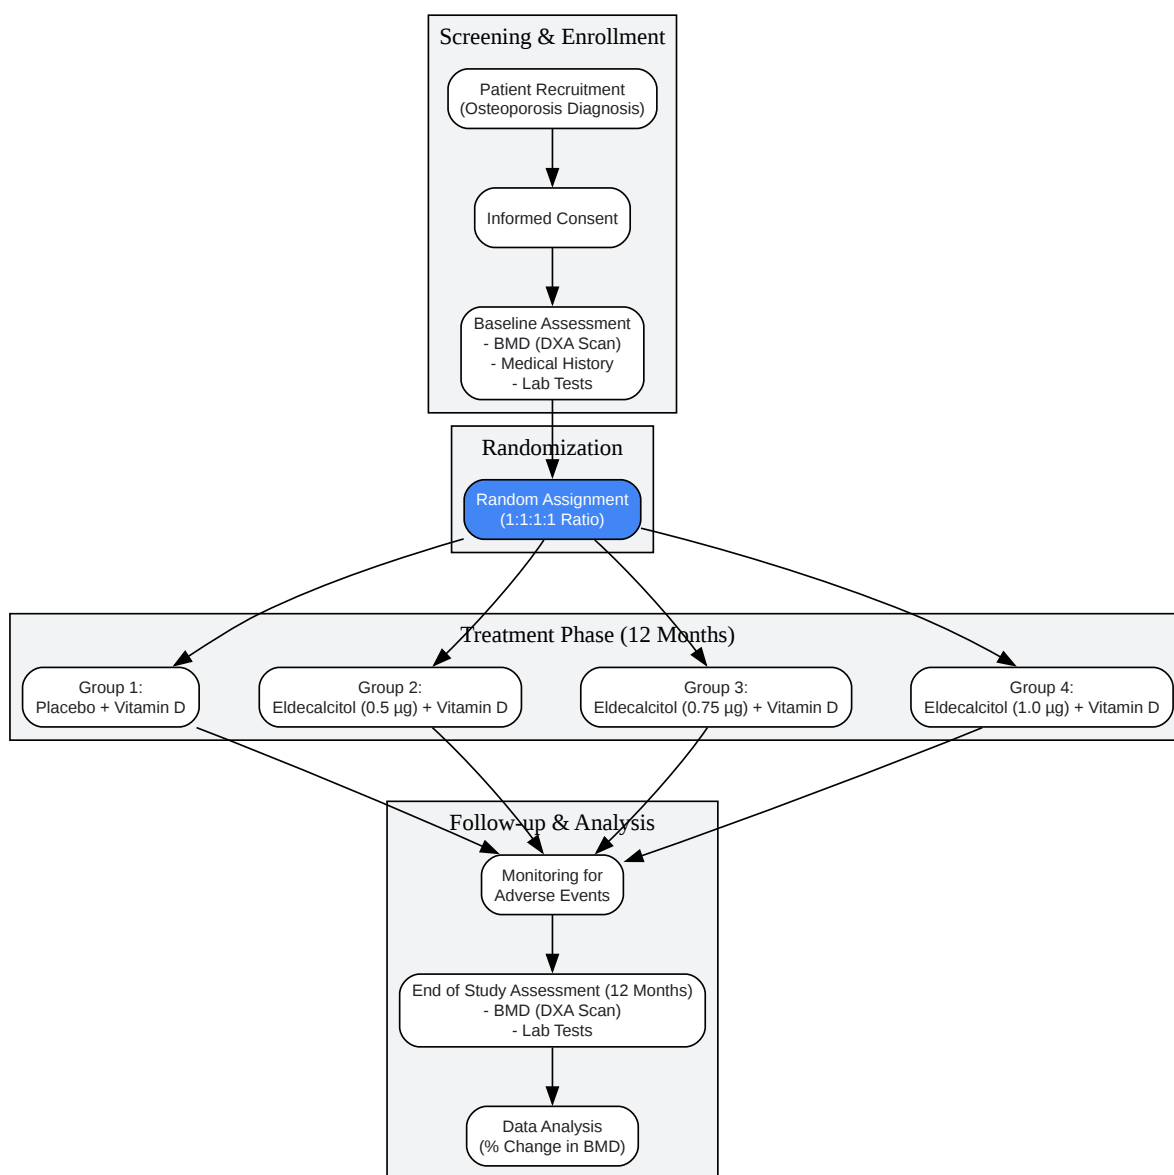 Screening & Enrollment
Patient Recruitment
(Osteoporosis Diagnosis)
Informed Consent
Baseline Assessment
- BMD (DXA Scan)
- Medical History
- Lab Tests
Randomization
Random Assignment
(1:1:1:1 Ratio)
Treatment Phase (12 Months)
Group 1:
Placebo + Vitamin D
Group 2:
Eldecalcitol (0.5 µg) + Vitamin D
Group 3:
Eldecalcitol (0.75 µg) + Vitamin D
Group 4:
Eldecalcitol (1.0 µg) + Vitamin D
Follow-up & Analysis
Monitoring for
Adverse Events
End of Study Assessment (12 Months)
- BMD (DXA Scan)
- Lab Tests
Data Analysis
(% Change in BMD)